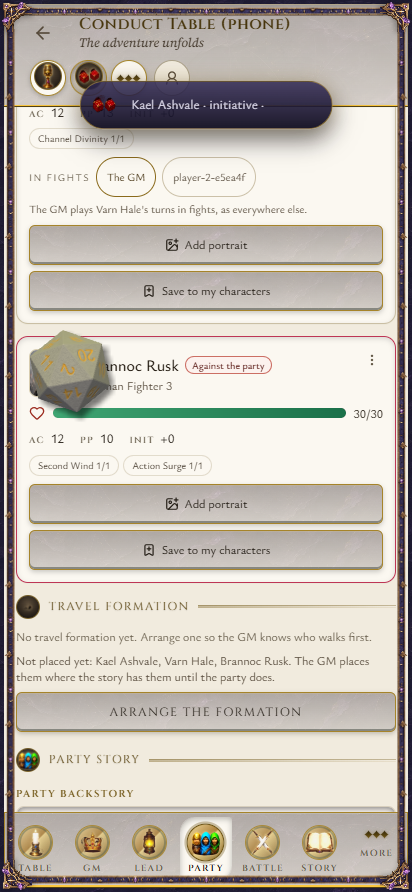 Conduct Table (phone)
The adventure unfolds
Kael Ashvale · initiative ·
AC 12
Channel Divinity 1/1
IN FIGHTS The GM player-2-e5ea4f
The GM plays Varn Hale's turns in fights, as everywhere else.
Add portrait
Save to my characters
annoc Rusk Against the party
man Fighter 3
30/30
AC 12 PP 10 INIT +0
Second Wind 1/1 Action Surge 1/1
Add portrait
Save to my characters
TRAVEL FORMATION
No travel formation yet. Arrange one so the GM knows who walks first.
Not placed yet: Kael Ashvale, Varn Hale, Brannoc Rusk. The GM places
them where the story has them until the party does.
ARRANGE THE FORMATION
PARTY STORY
PARTY BACKSTORY
TABLE GM LEAD PARTY BATTLE STORY MORE